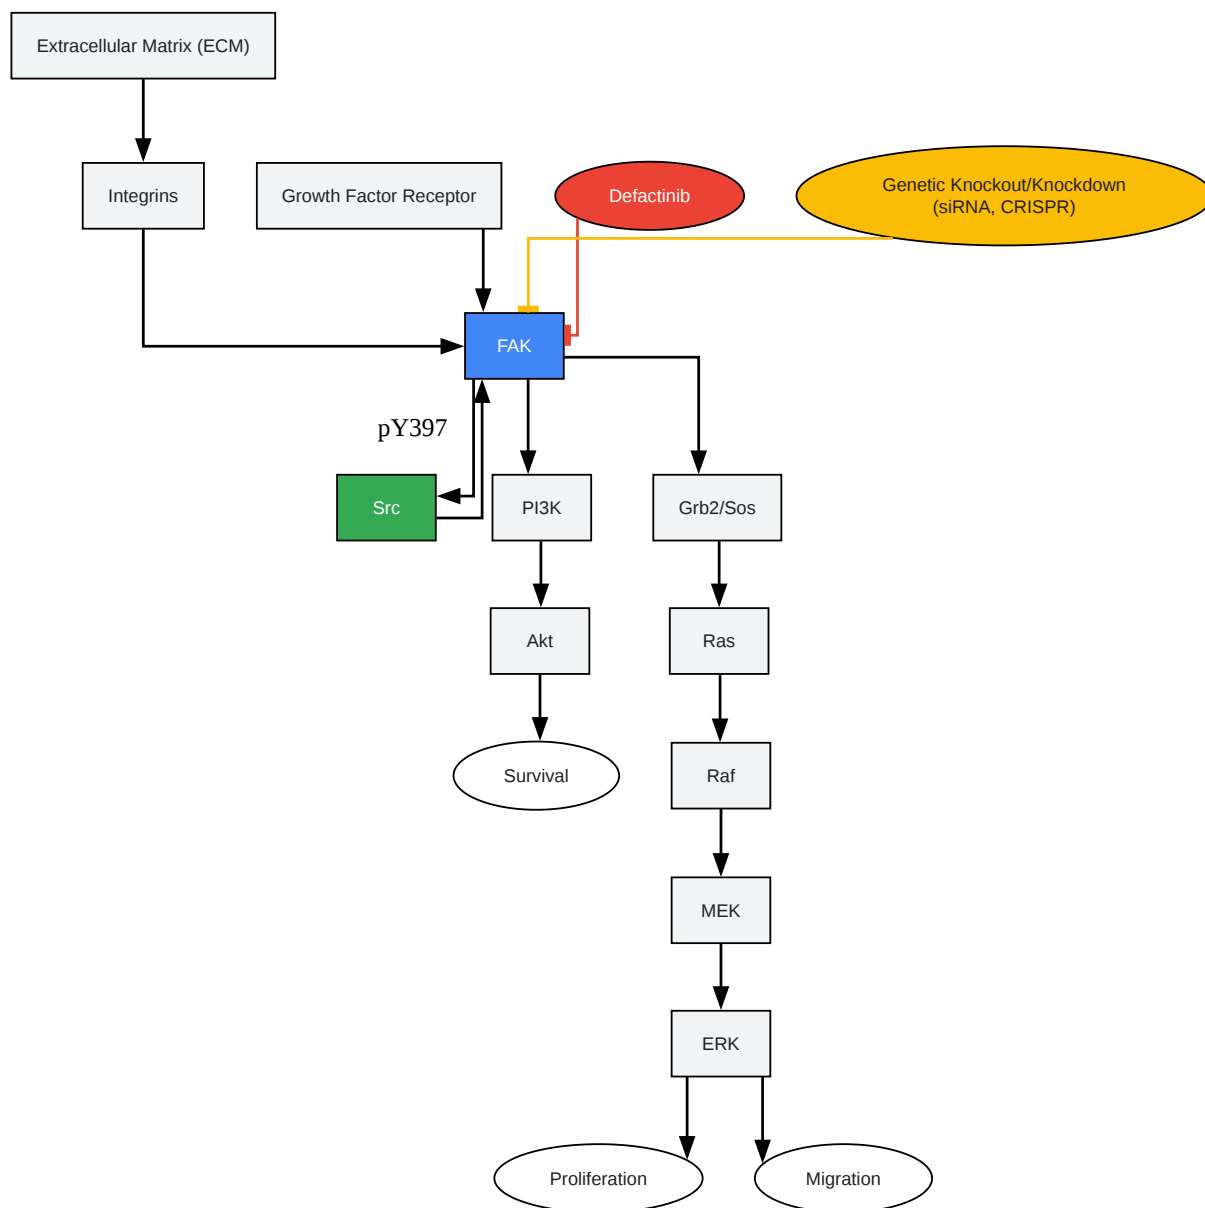 Extracellular Matrix (ECM)
Integrins
Growth Factor Receptor
Defactinib
Genetic Knockout/Knockdown
(siRNA, CRISPR)
FAK
pY397
Src
PI3K
Grb2/Sos
Akt
Ras
Survival
Raf
MEK
ERK
Proliferation
Migration